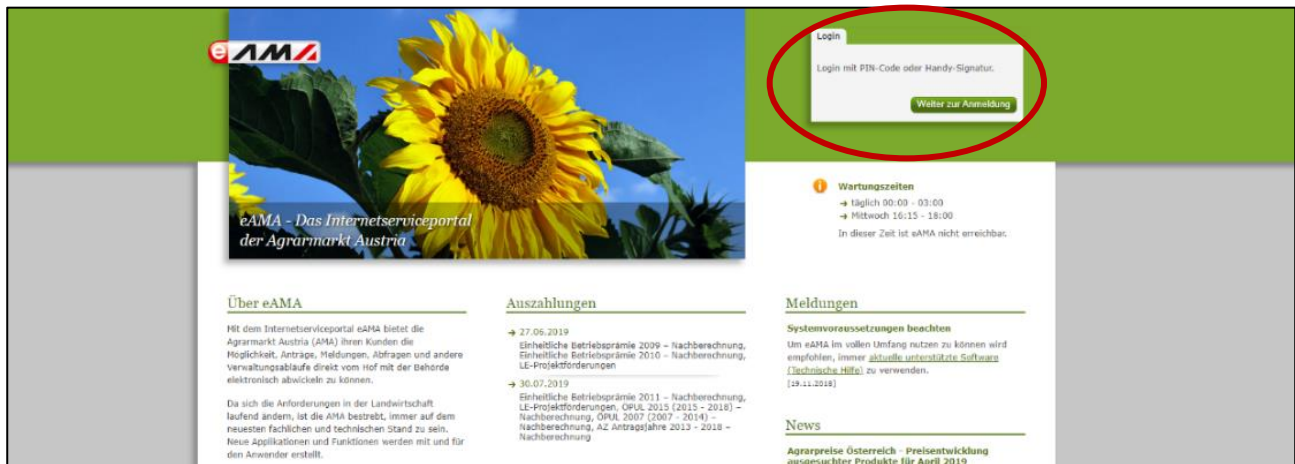 Login
eAMA
Login mit PIN-Code oder Handy-Signatur.
Weiter zur Anmeldung
eAMA - Das Internetserviceportal
der Agrarmarkt Austria
Wartungszeiten
→ täglich 00:00 - 03:00
→ Mittwoch 16:15 - 18:00
In dieser Zeit ist eAMA nicht erreichbar.
Über eAMA
Mit dem Internetserviceportal eAMA bietet die
Agrarmarkt Austria (AMA) ihren Kunden die
Möglichkeit, Anträge, Meldungen, Abfragen und andere
Verwaltungsabläufe direkt vom Hof mit der Behörde
elektronisch abwickeln zu können.
Da sich die Anforderungen in der Landwirtschaft
laufend ändern, ist die AMA bestrebt, immer auf dem
neuesten fachlichen und technischen Stand zu sein.
Neue Applikationen und Funktionen werden mit und für
den Anwender erstellt.
Auszahlungen
→ 27.06.2019
Einheitliche Betriebsprämie 2009 – Nachberechnung,
Einheitliche Betriebsprämie 2010 – Nachberechnung,
LE-Projektförderungen
→ 30.07.2019
Einheitliche Betriebsprämie 2011 – Nachberechnung,
LE-Projektförderungen, ÖPUL 2015 (2015 - 2018) –
Nachberechnung, ÖPUL 2007 (2007 - 2014) –
Nachberechnung, AZ Antragsjahre 2013 - 2018 –
Nachberechnung
Meldungen
Systemvoraussetzungen beachten
Um eAMA im vollen Umfang nutzen zu können wird
empfohlen, immer aktuelle unterstützte Software
(Technische Hilfe) zu verwenden.
[19.11.2018]
News
Agrarpreise Österreich - Preisentwicklung
ausgesuchter Produkte für April 2019